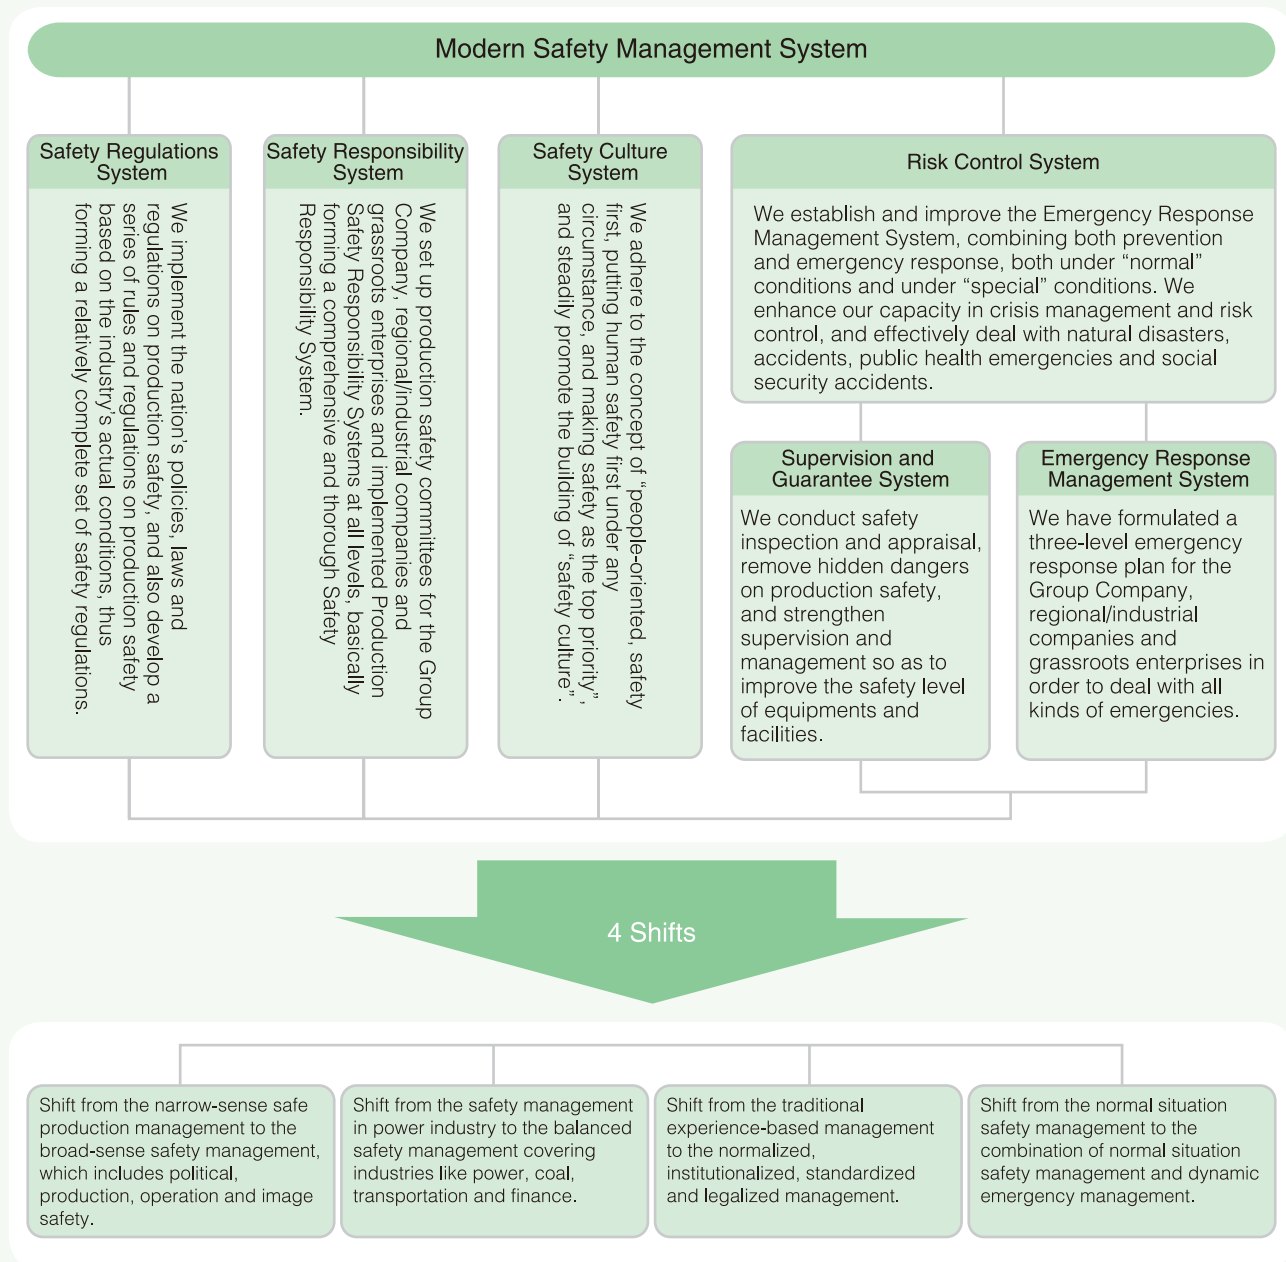 Modern Safety Management System
Safety Regulations
System
We implement the nation's policies, laws and
regulations on production safety, and also develop a
series of rules and regulations on production safety
based on the industry's actual conditions, thus
forming a relatively complete set of safety regulations.
Safety Responsibility
System
We set up production safety committees for the Group
Company, regional/industrial companies and
grassroots enterprises and implemented Production
Safety Responsibility Systems at all levels, basically
forming a comprehensive and thorough Safety
Responsibility System.
Safety Culture
System
We adhere to the concept of “people-oriented, safety
first, putting human safety first under any
circumstance, and making safety as the top priority”,
and steadily promote the building of “safety culture”.
Risk Control System
We establish and improve the Emergency Response
Management System, combining both prevention
and emergency response, both under “normal”
conditions and under “special” conditions. We
enhance our capacity in crisis management and risk
control, and effectively deal with natural disasters,
accidents, public health emergencies and social
security accidents.
Supervision and
Guarantee System
We conduct safety
inspection and appraisal,
remove hidden dangers
on production safety,
and strengthen
supervision and
management so as to
improve the safety level
of equipments and
facilities.
Emergency Response
Management System
We have formulated a
three-level emergency
response plan for the
Group Company,
regional/industrial
companies and
grassroots enterprises in
order to deal with all
kinds of emergencies.
4 Shifts
Shift from the narrow-sense safe
production management to the
broad-sense safety management,
which includes political,
production, operation and image
safety.
Shift from the safety management
in power industry to the balanced
safety management covering
industries like power, coal,
transportation and finance.
Shift from the traditional
experience-based management
to the normalized,
institutionalized, standardized
and legalized management.
Shift from the normal situation
safety management to the
combination of normal situation
safety management and dynamic
emergency management.